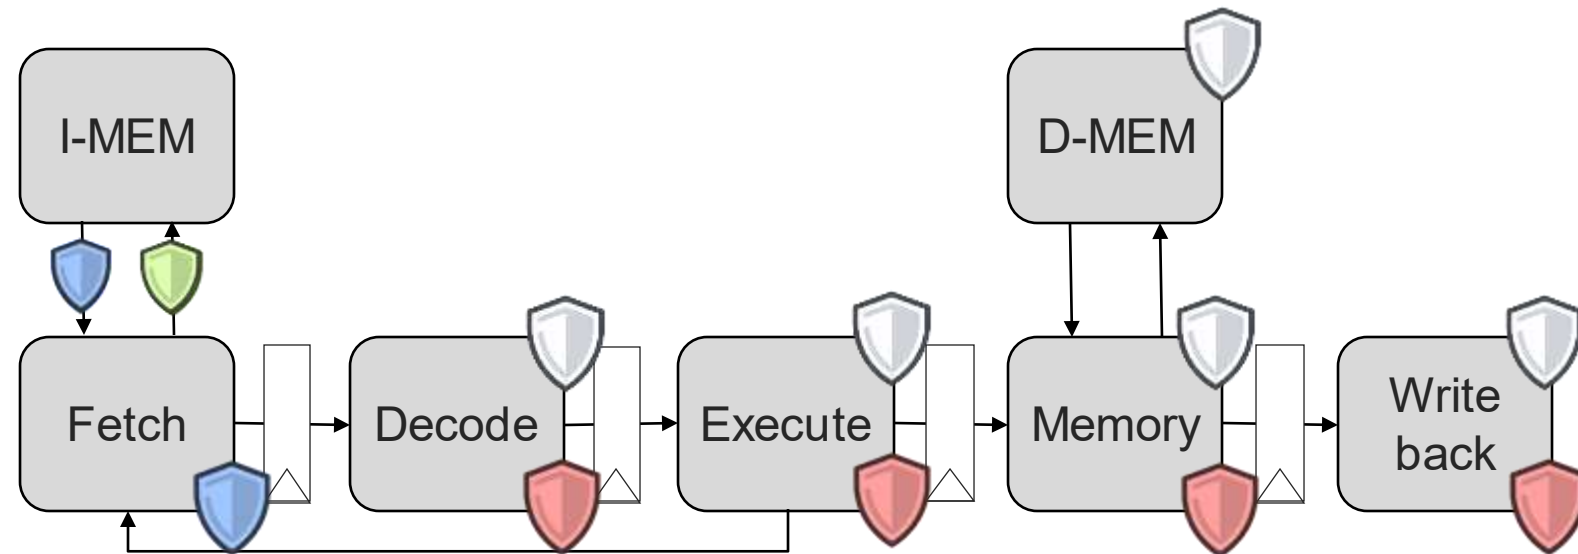 I-MEM
D-MEM
Fetch
Decode
Execute
Memory
Write
back